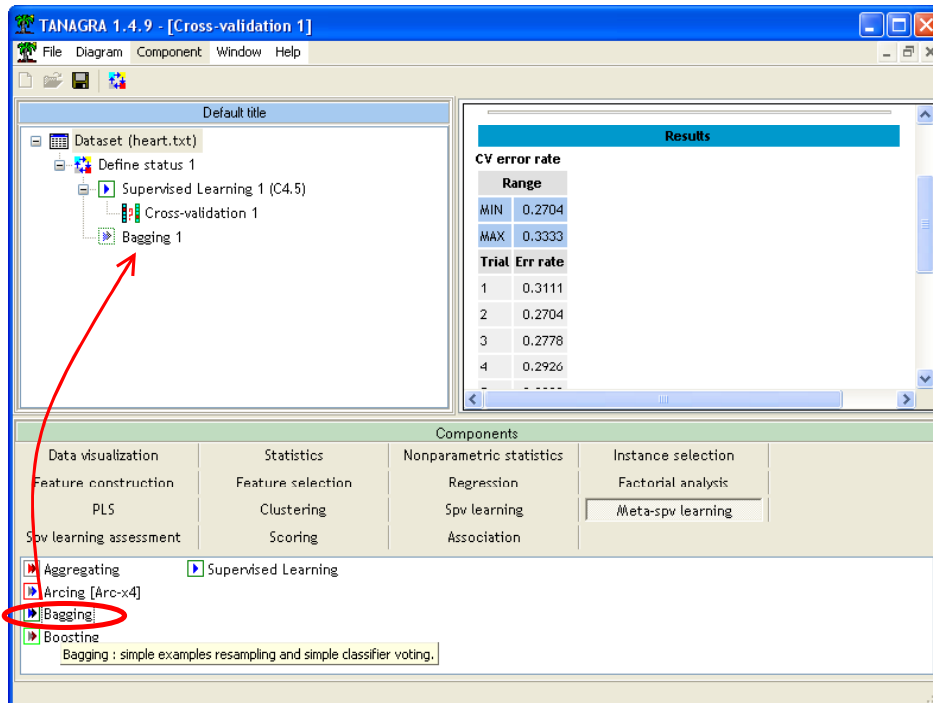 TANAGRA 1.4.9 - [Cross-validation 1]
File Diagram Component Window Help
Default title
Dataset (heart.txt)
Define status 1
Supervised Learning 1 (C4.5)
Cross-validation 1
Bagging 1
Results
CV error rate
Range
MIN 0.2704
MAX 0.3333
Trial Err rate
1 0.3111
2 0.2704
3 0.2778
4 0.2926
Components
Data visualization Statistics Nonparametric statistics Instance selection
Feature construction Feature selection Regression Factorial analysis
PLS Clustering Spv learning Meta-spv learning
Spv learning assessment Scoring Association
Aggregating Supervised Learning
Arcing [Arc-x4]
Bagging
Boosting
Bagging : simple examples resampling and simple classifier voting.